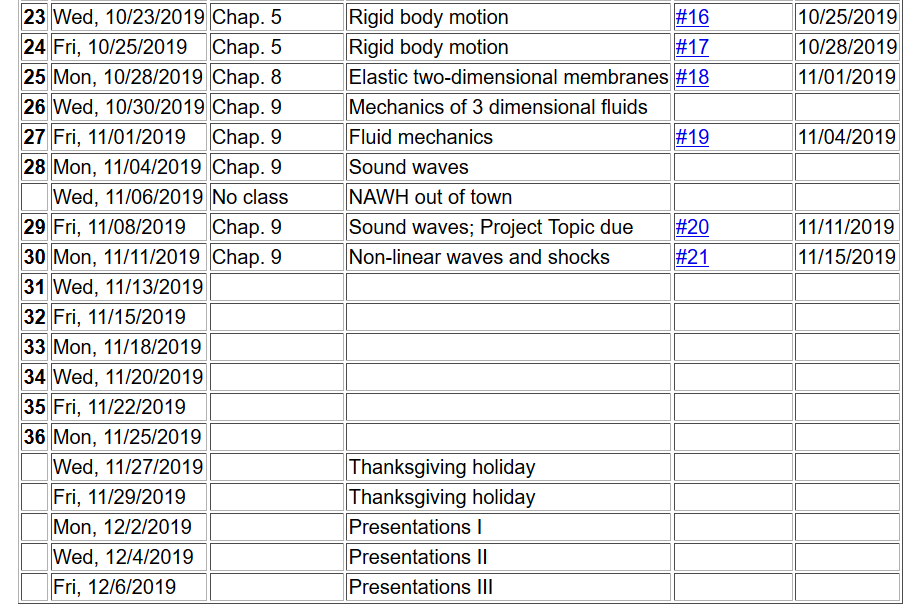 23 Wed, 10/23/2019 Chap. 5 Rigid body motion #16 10/25/2019
24 Fri, 10/25/2019 Chap. 5 Rigid body motion #17 10/28/2019
25 Mon, 10/28/2019 Chap. 8 Elastic two-dimensional membranes #18 11/01/2019
26 Wed, 10/30/2019 Chap. 9 Mechanics of 3 dimensional fluids
27 Fri, 11/01/2019 Chap. 9 Fluid mechanics #19 11/04/2019
28 Mon, 11/04/2019 Chap. 9 Sound waves
Wed, 11/06/2019 No class NAWH out of town
29 Fri, 11/08/2019 Chap. 9 Sound waves; Project Topic due #20 11/11/2019
30 Mon, 11/11/2019 Chap. 9 Non-linear waves and shocks #21 11/15/2019
31 Wed, 11/13/2019
32 Fri, 11/15/2019
33 Mon, 11/18/2019
34 Wed, 11/20/2019
35 Fri, 11/22/2019
36 Mon, 11/25/2019
Wed, 11/27/2019 Thanksgiving holiday
Fri, 11/29/2019 Thanksgiving holiday
Mon, 12/2/2019 Presentations I
Wed, 12/4/2019 Presentations II
Fri, 12/6/2019 Presentations III